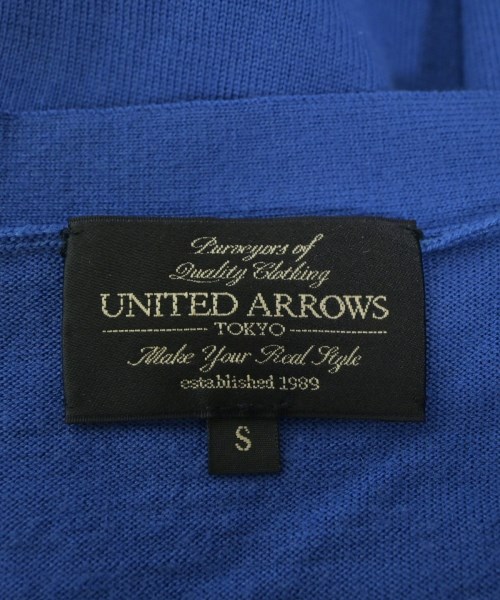 Purveyors of
Quality Clothing
UNITED ARROWS
TOKYO
Make Your Real Style
established 1989
S